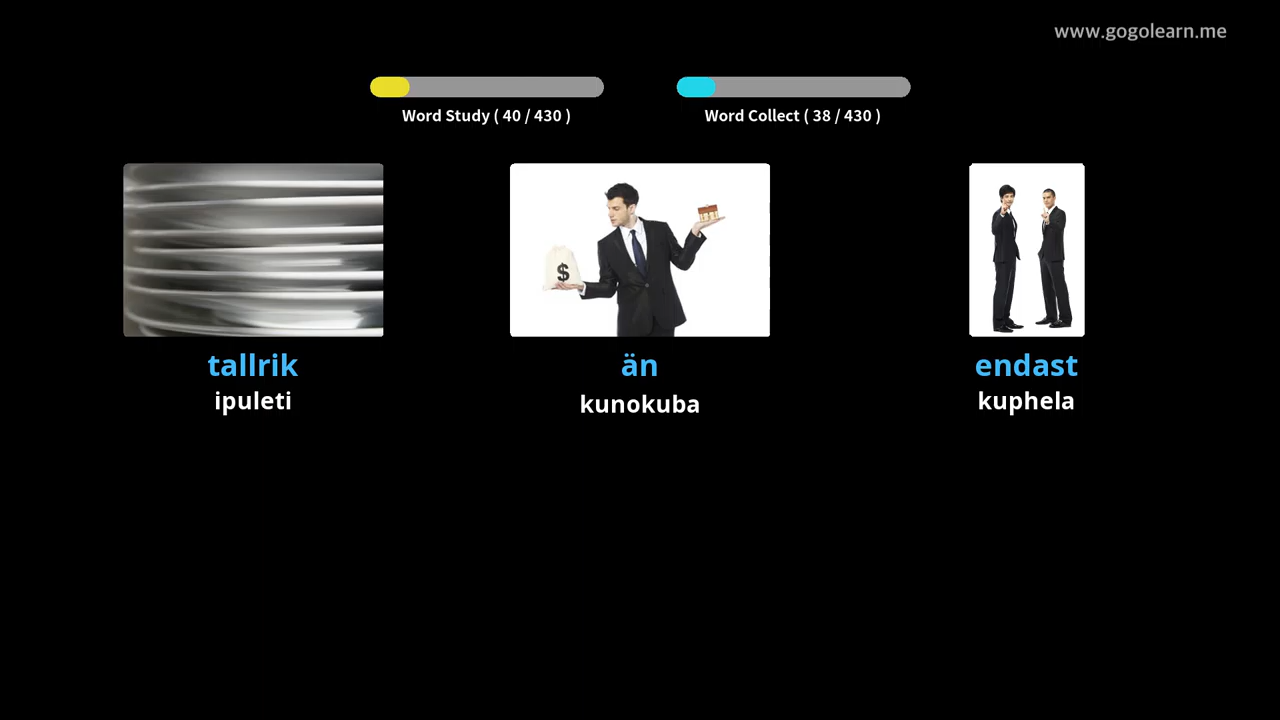 www.gogolearn.me
Word Study ( 40 / 430 )
Word Collect ( 38 / 430 )
$
tallrik
ipuleti
än
kunokuba
endast
kuphela